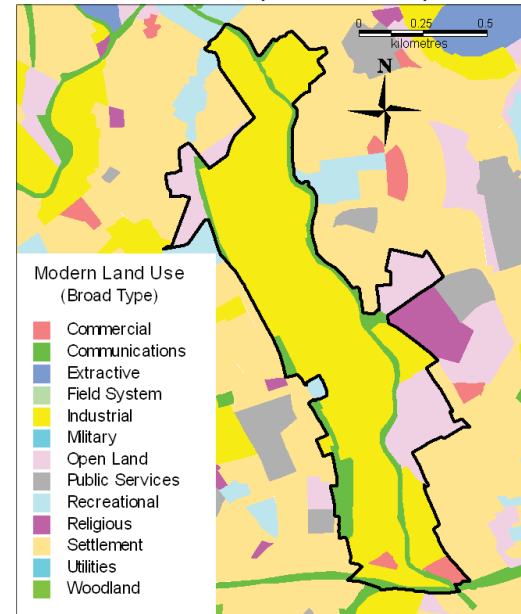 0 0.25 0.5
kilometres
N
Modern Land Use
(Broad Type)
Commercial
Communications
Extractive
Field System
Industrial
Military
Open Land
Public Services
Recreational
Religious
Settlement
Utilities
Woodland